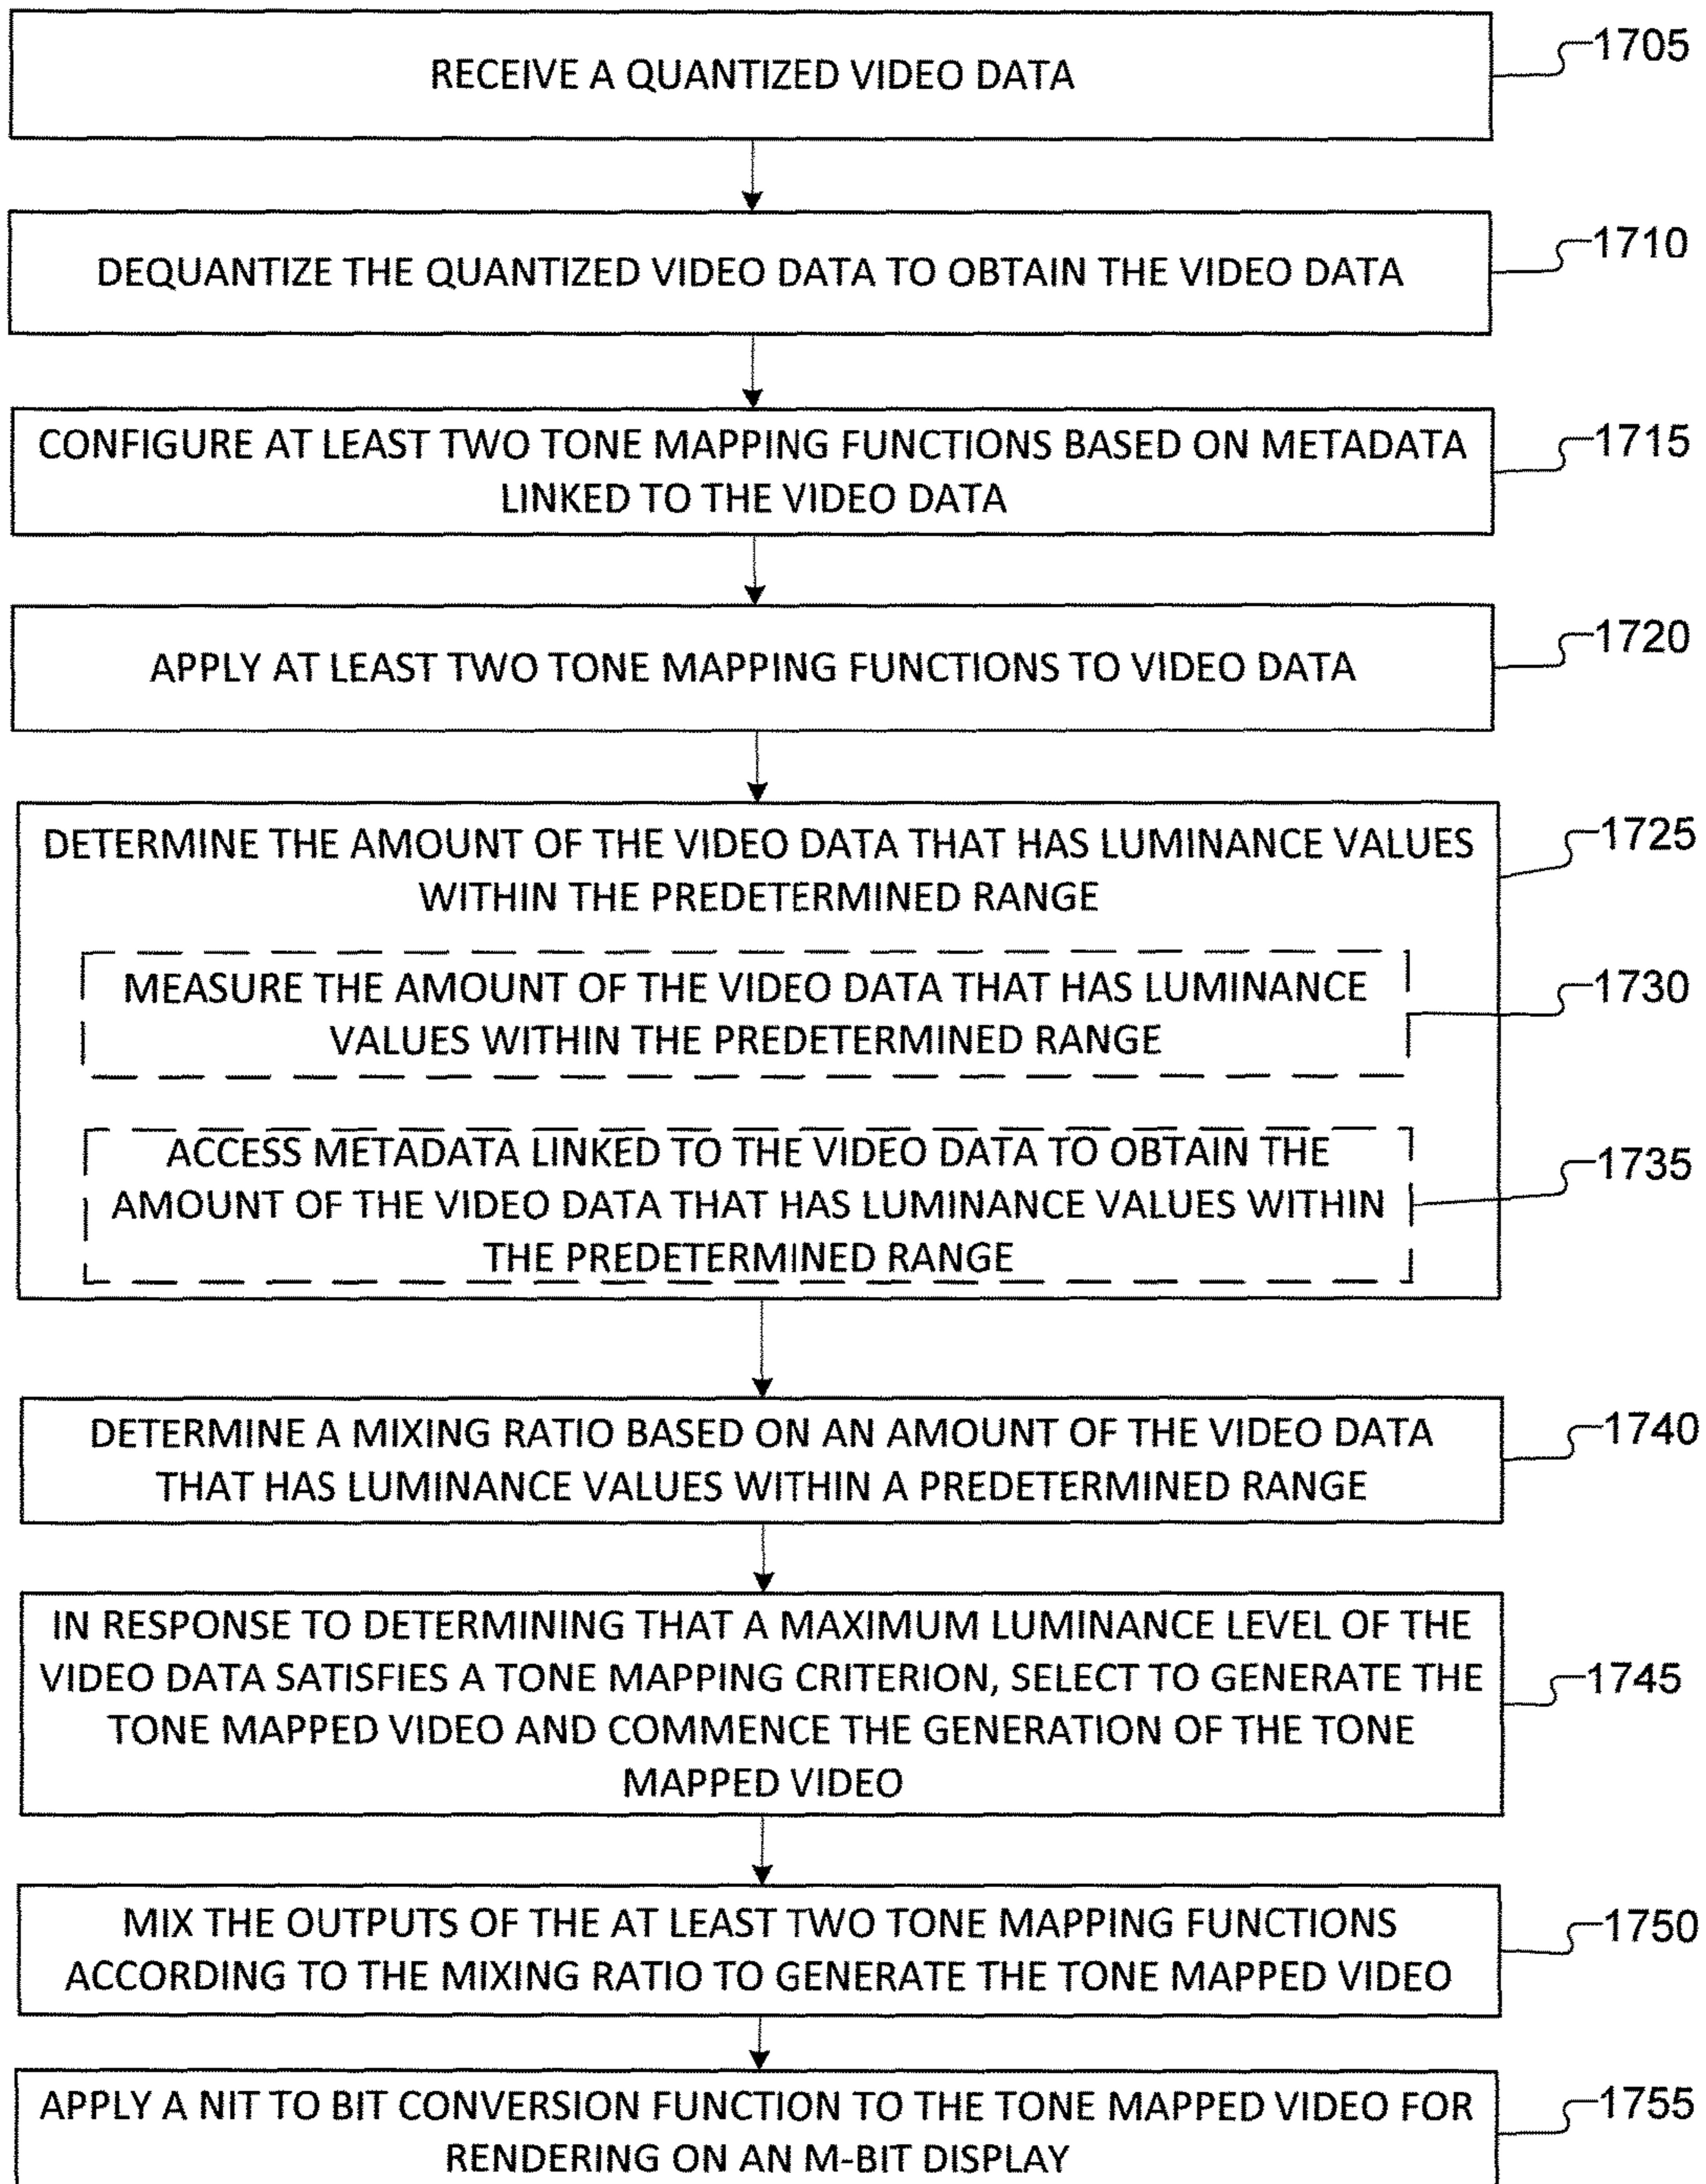 RECEIVE A QUANTIZED VIDEO DATA
1705
DEQUANTIZE THE QUANTIZED VIDEO DATA TO OBTAIN THE VIDEO DATA
1710
CONFIGURE AT LEAST TWO TONE MAPPING FUNCTIONS BASED ON METADATA
LINKED TO THE VIDEO DATA
1715
APPLY AT LEAST TWO TONE MAPPING FUNCTIONS TO VIDEO DATA
1720
DETERMINE THE AMOUNT OF THE VIDEO DATA THAT HAS LUMINANCE VALUES
WITHIN THE PREDETERMINED RANGE
1725
MEASURE THE AMOUNT OF THE VIDEO DATA THAT HAS LUMINANCE
VALUES WITHIN THE PREDETERMINED RANGE
1730
ACCESS METADATA LINKED TO THE VIDEO DATA TO OBTAIN THE
AMOUNT OF THE VIDEO DATA THAT HAS LUMINANCE VALUES WITHIN
THE PREDETERMINED RANGE
1735
DETERMINE A MIXING RATIO BASED ON AN AMOUNT OF THE VIDEO DATA
THAT HAS LUMINANCE VALUES WITHIN A PREDETERMINED RANGE
1740
IN RESPONSE TO DETERMINING THAT A MAXIMUM LUMINANCE LEVEL OF THE
VIDEO DATA SATISFIES A TONE MAPPING CRITERION, SELECT TO GENERATE THE
TONE MAPPED VIDEO AND COMMENCE THE GENERATION OF THE TONE
MAPPED VIDEO
1745
MIX THE OUTPUTS OF THE AT LEAST TWO TONE MAPPING FUNCTIONS
ACCORDING TO THE MIXING RATIO TO GENERATE THE TONE MAPPED VIDEO
1750
APPLY A NIT TO BIT CONVERSION FUNCTION TO THE TONE MAPPED VIDEO FOR
RENDERING ON AN M-BIT DISPLAY
1755